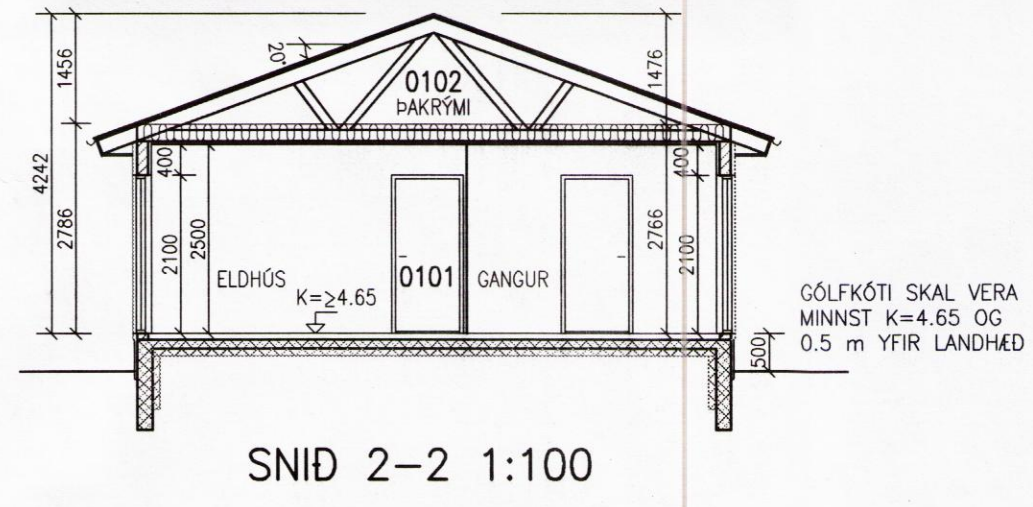 1456
20°
1476
0102
ÞAKRÝMI
4242
400
400
2786
2100
2500
2766
2100
ELDHÚS
K=≥4.65
0101
GANGUR
500
GÓLFKÓTI SKAL VERA
MINNST K=4.65 OG
0.5 m YFIR LANDHÆÐ
SNIÐ 2-2 1:100